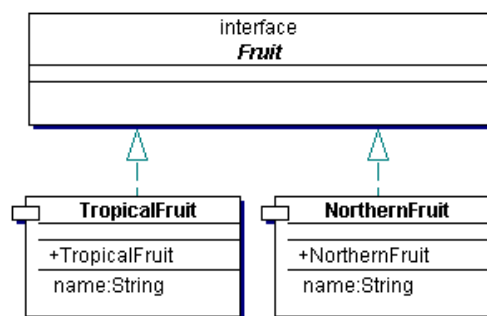 interface
Fruit
TropicalFruit
+TropicalFruit
name:String
NorthernFruit
+NorthernFruit
name:String